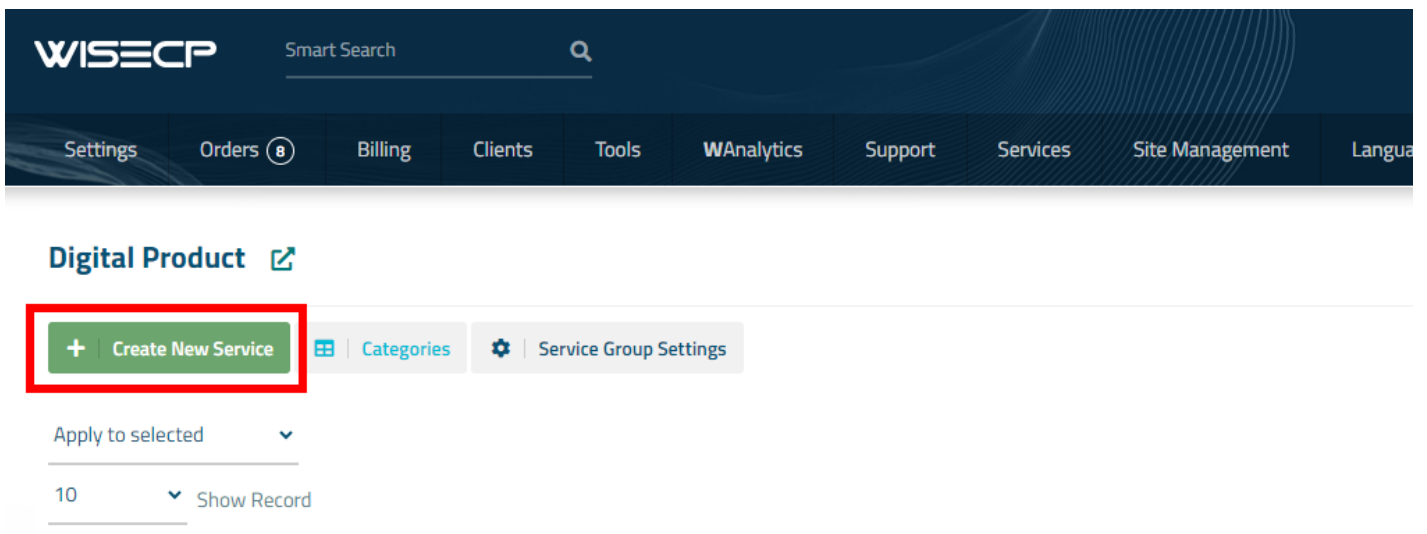 WISECP Smart Search
Settings Orders 8 Billing Clients Tools WAnalytics Support Services Site Management Langua
Digital Product
+ Create New Service Categories Service Group Settings
Apply to selected
10 Show Record